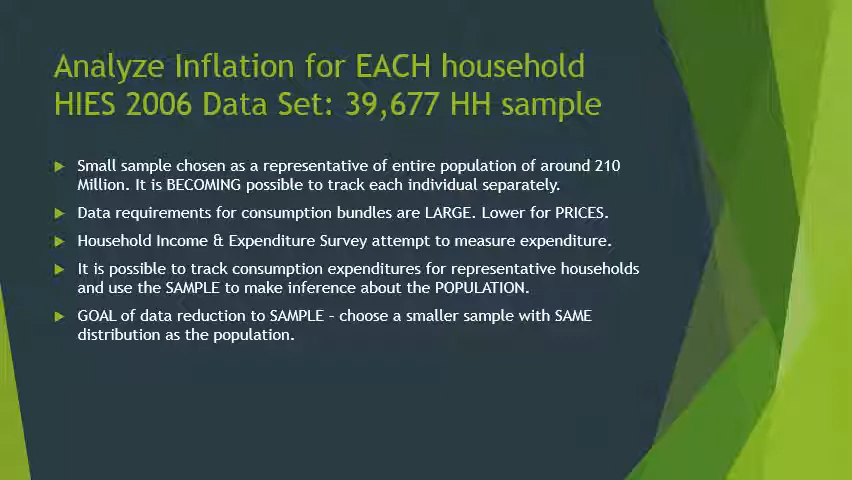 Analyze Inflation for EACH household
HIES 2006 Data Set: 39,677 HH sample
Small sample chosen as a representative of entire population of around 210
Million. It is BECOMING possible to track each individual separately.
Data requirements for consumption bundles are LARGE. Lower for PRICES.
Household Income & Expenditure Survey attempt to measure expenditure.
It is possible to track consumption expenditures for representative households
and use the SAMPLE to make inference about the POPULATION.
GOAL of data reduction to SAMPLE – choose a smaller sample with SAME
distribution as the population.